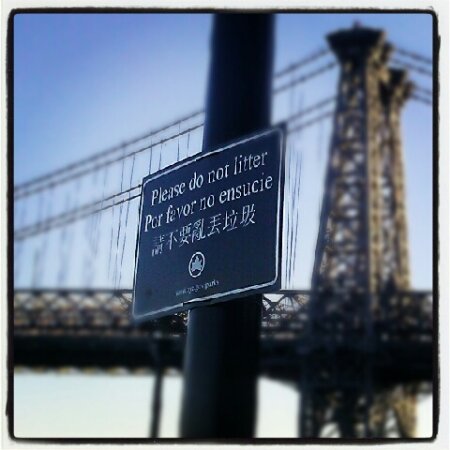 Please do not litter
Por favor no ensucie
請不要亂丟垃圾